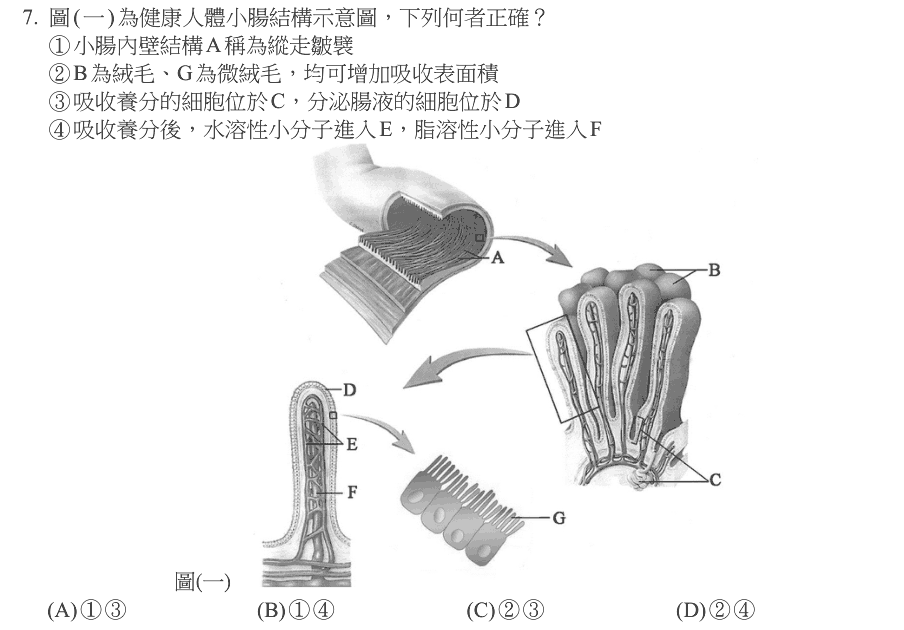 7. 圖(一)為健康人體小腸結構示意圖，下列何者正確？
①小腸內壁結構A稱為縱走皺襞
②B為絨毛、G為微絨毛，均可增加吸收表面積
③吸收養分的細胞位於C，分泌腸液的細胞位於D
④吸收養分後，水溶性小分子進入E，脂溶性小分子進入F
A
B
D
E
C
F
G
圖(一)
(A)①③ (B)①④ (C)②③ (D)②④